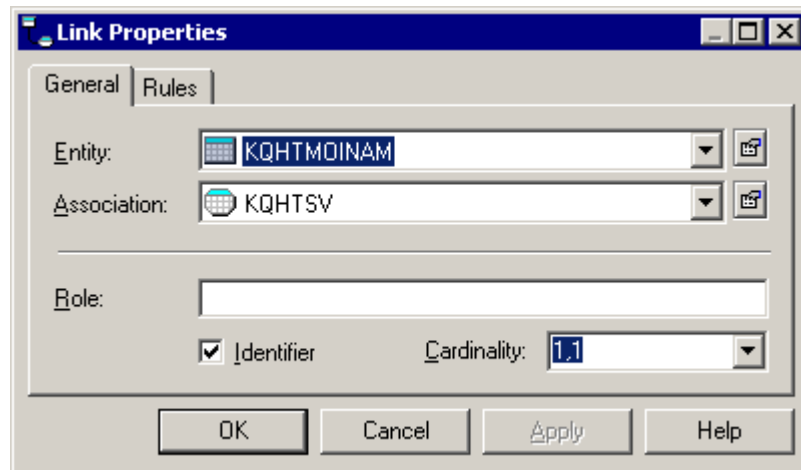 Link Properties
General Rules
Entity: KQHTMOINAM
Association: KQHTSV
Role:
Identifier Cardinality: 1,1
OK Cancel Apply Help